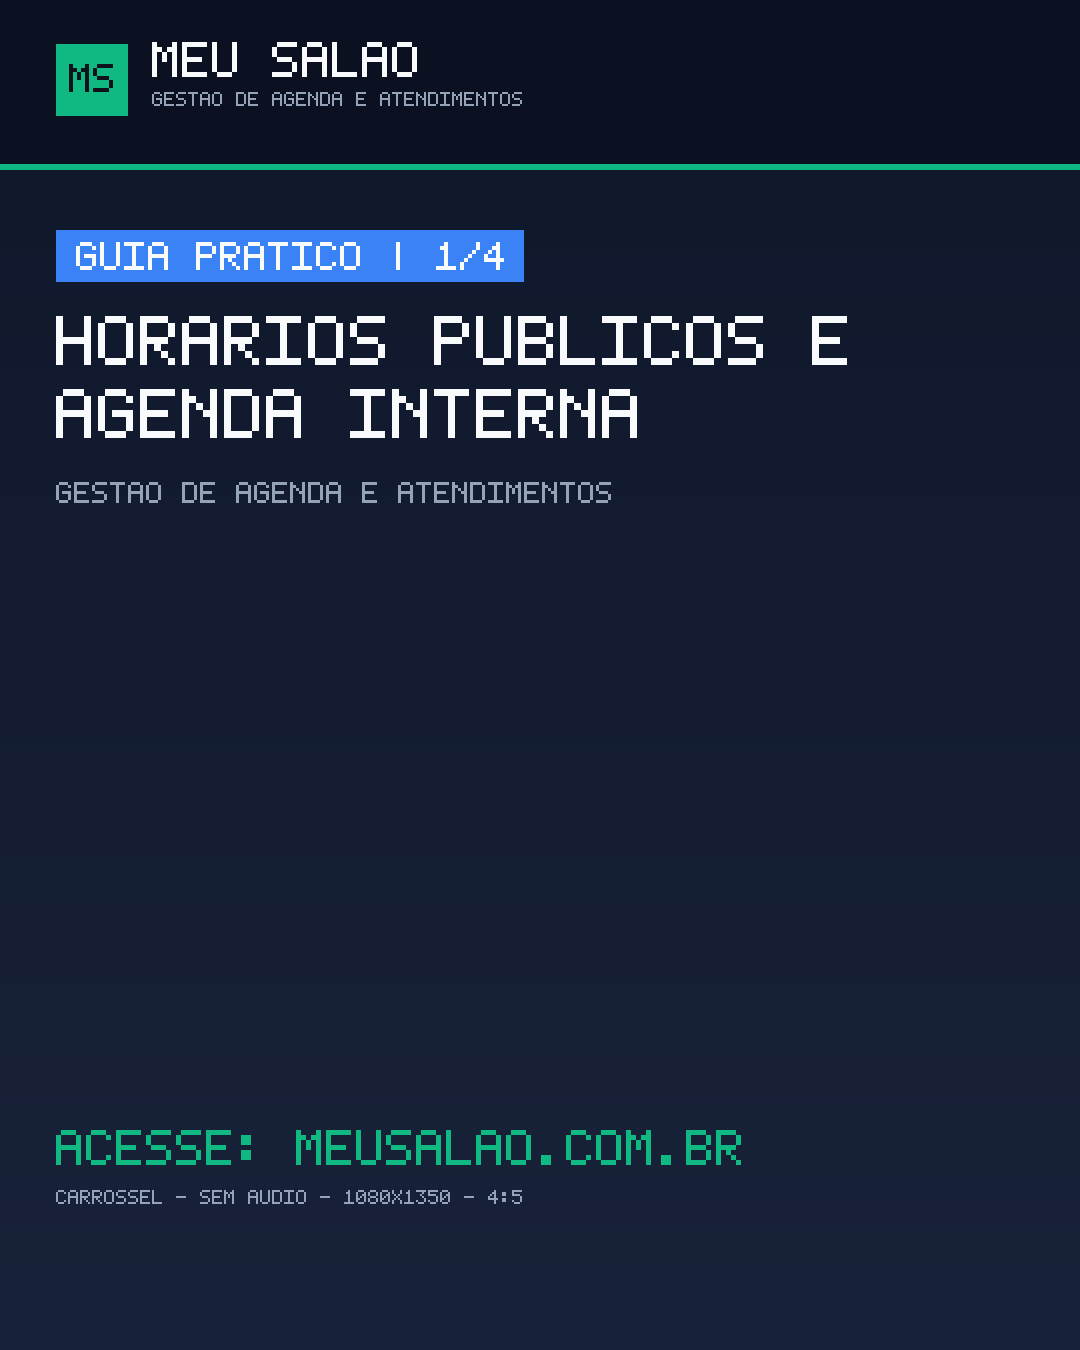 MS
MEU SALAO
GESTAO DE AGENDA E ATENDIMENTOS
GUIA PRATICO | 1/4
HORARIOS PUBLICOS E
AGENDA INTERNA
GESTAO DE AGENDA E ATENDIMENTOS
ACESSE: MEUSALAO.COM.BR
CARROSSEL - SEM AUDIO - 1080X1350 - 4:5